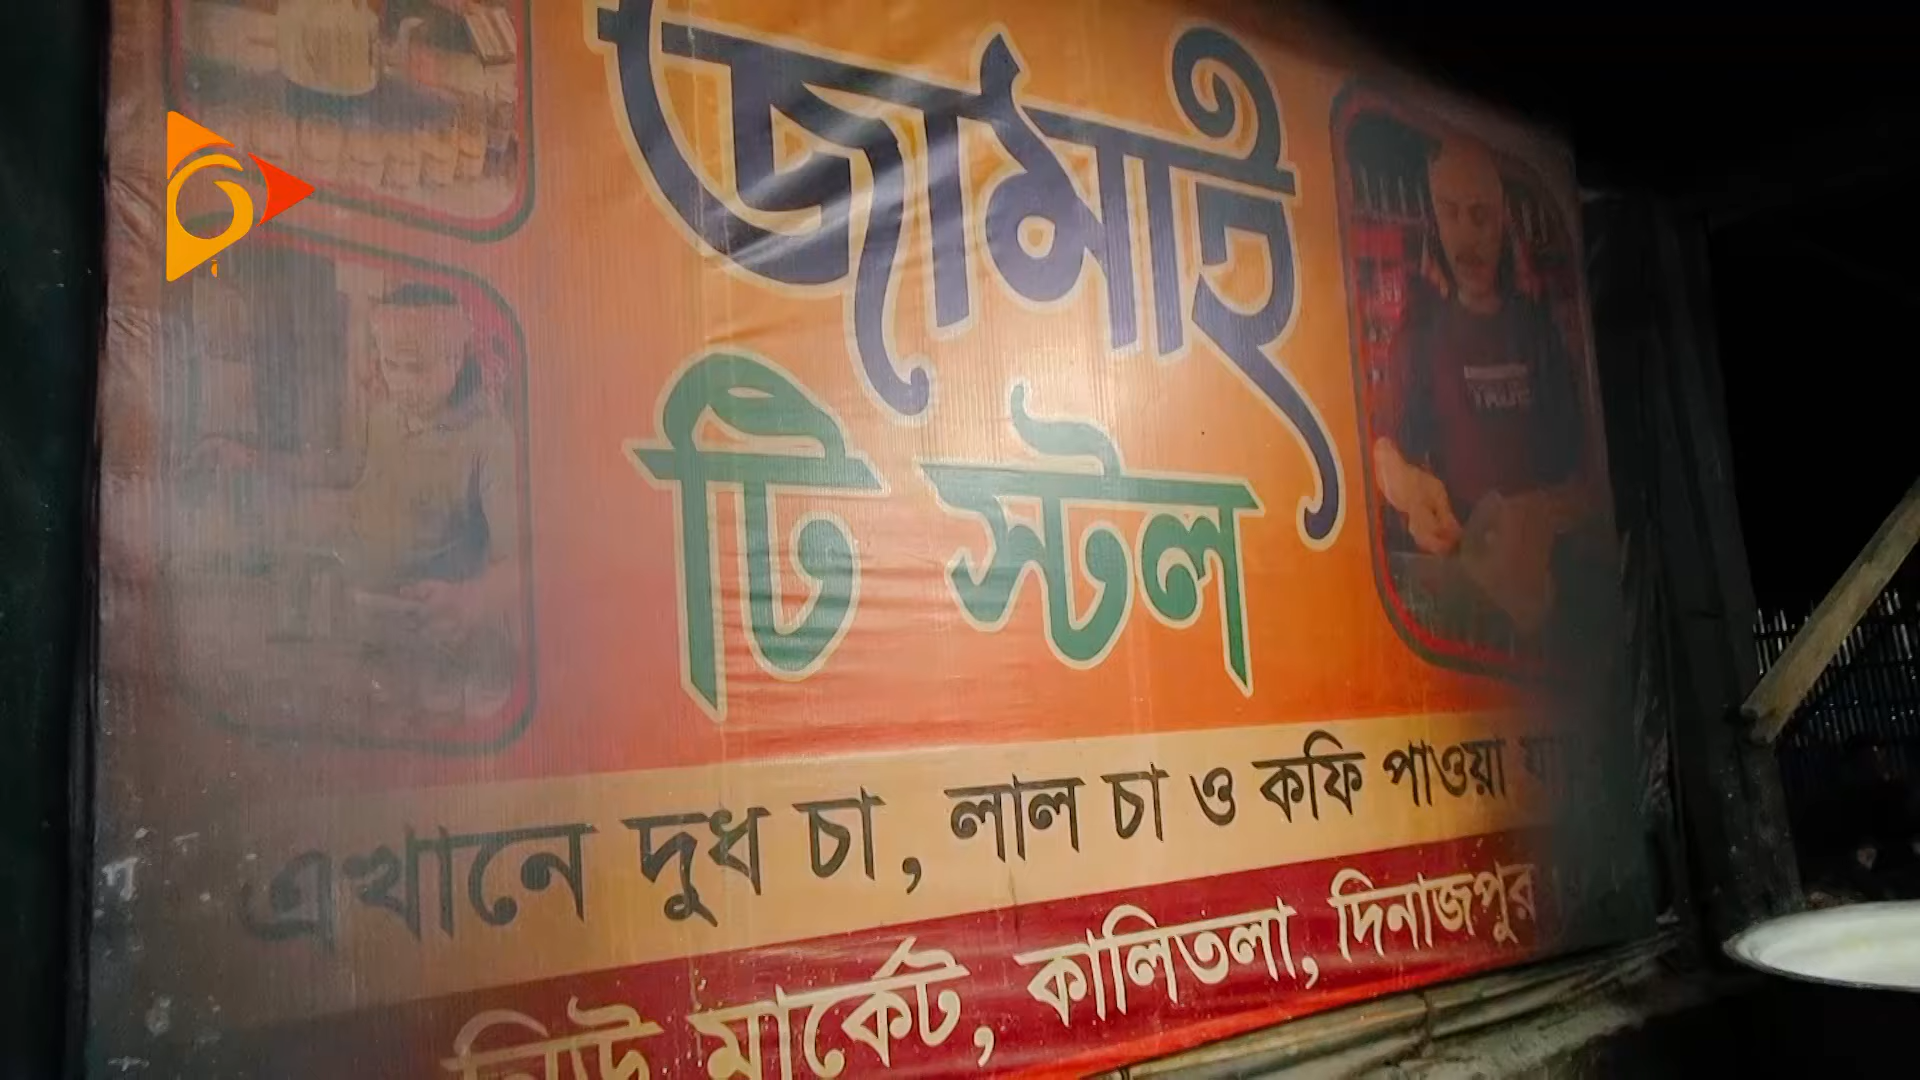 জামাই
টি স্টল
এখানে দুধ চা, লাল চা ও কফি পাওয়া
নিউ মার্কেট, কালিতলা, দিনাজপুর